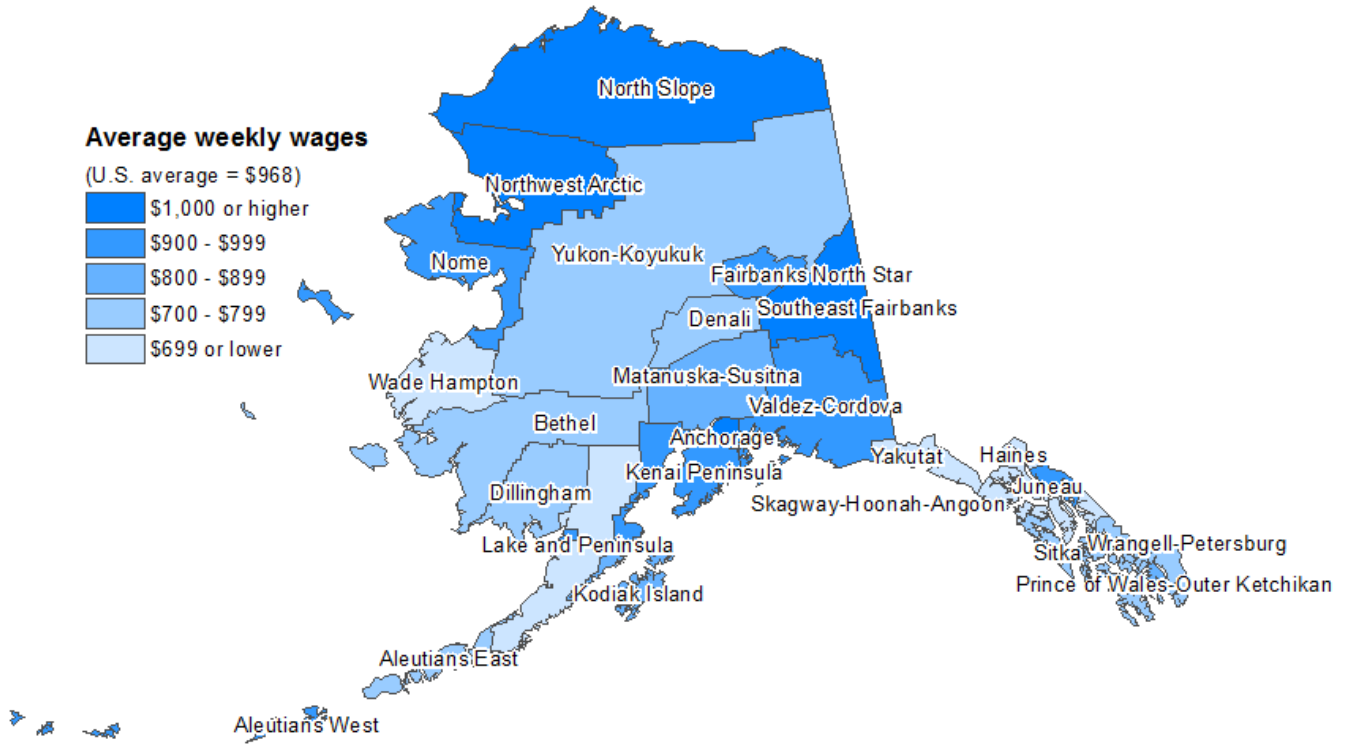 Average weekly wages
(U.S. average = $968)
$1,000 or higher
$900 - $999
$800 - $899
$700 - $799
$699 or lower
North Slope
Northwest Arctic
Nome
Yukon-Koyukuk
Fairbanks North Star
Southeast Fairbanks
Denali
Wade Hampton
Matanuska-Susitna
Valdez-Cordova
Bethel
Anchorage
Kenai Peninsula
Yakutat
Haines
Juneau
Dillingham
Skagway-Hoonah-Angoon
Lake and Peninsula
Sitka
Wrangell-Petersburg
Prince of Wales-Outer Ketchikan
Kodiak Island
Aleutians East
Aleutians West